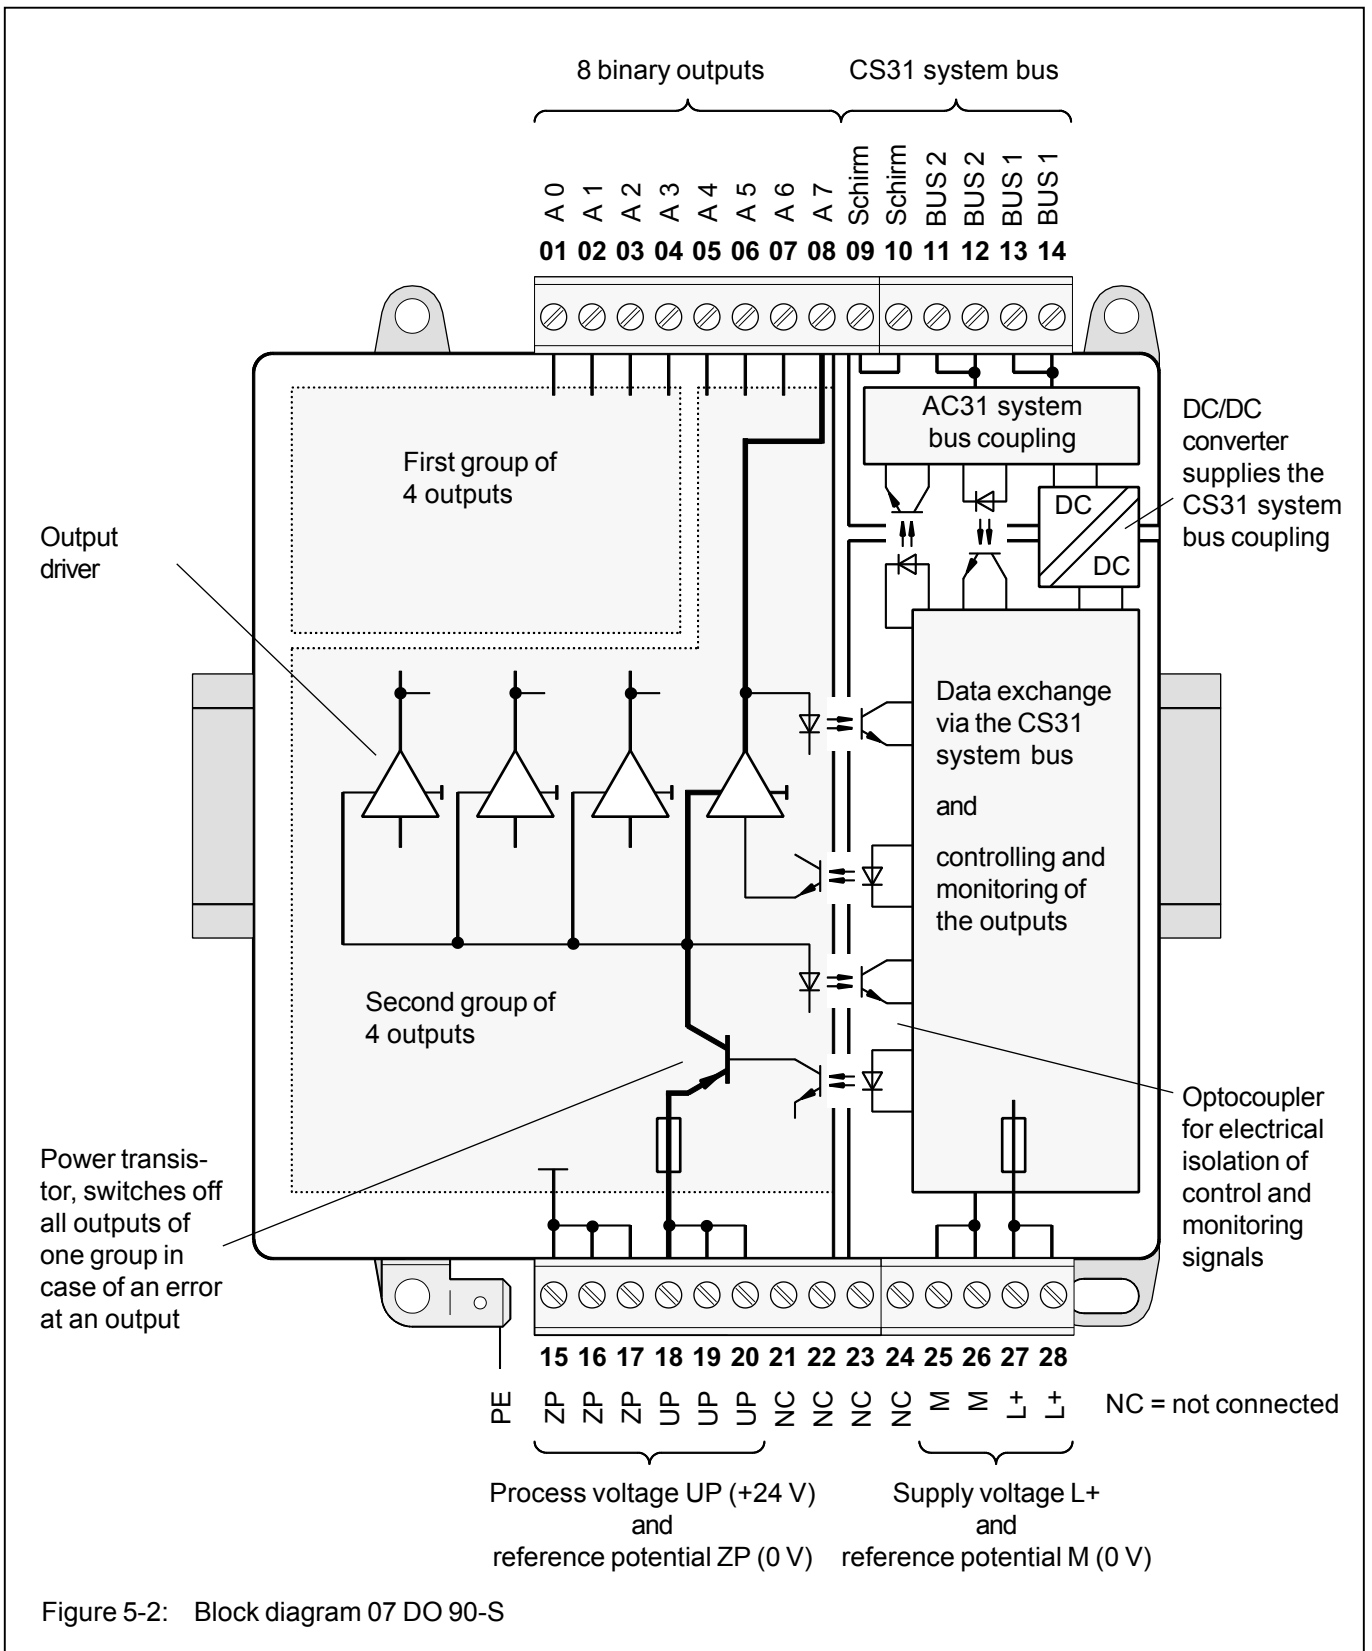 8 binary outputs
CS31 system bus
A 0
A 1
A 2
A 3
A 4
A 5
A 6
A 7
Schirm
Schirm
BUS 2
BUS 2
BUS 1
BUS 1
01 02 03 04 05 06 07 08 09 10 11 12 13 14
AC31 system
bus coupling
DC/DC
converter
supplies the
CS31 system
bus coupling
First group of
4 outputs
DC
DC
Output
driver
Data exchange
via the CS31
system bus
and
controlling and
monitoring of
the outputs
Second group of
4 outputs
Optocoupler
for electrical
isolation of
control and
monitoring
signals
Power transis-
tor, switches off
all outputs of
one group in
case of an error
at an output
15 16 17 18 19 20 21 22 23 24 25 26 27 28
PE
ZP
ZP
ZP
UP
UP
UP
NC
NC
NC
NC
M
M
L+
L+
NC = not connected
Process voltage UP (+24 V)
and
reference potential ZP (0 V)
Supply voltage L+
and
reference potential M (0 V)
Figure 5-2: Block diagram 07 DO 90-S